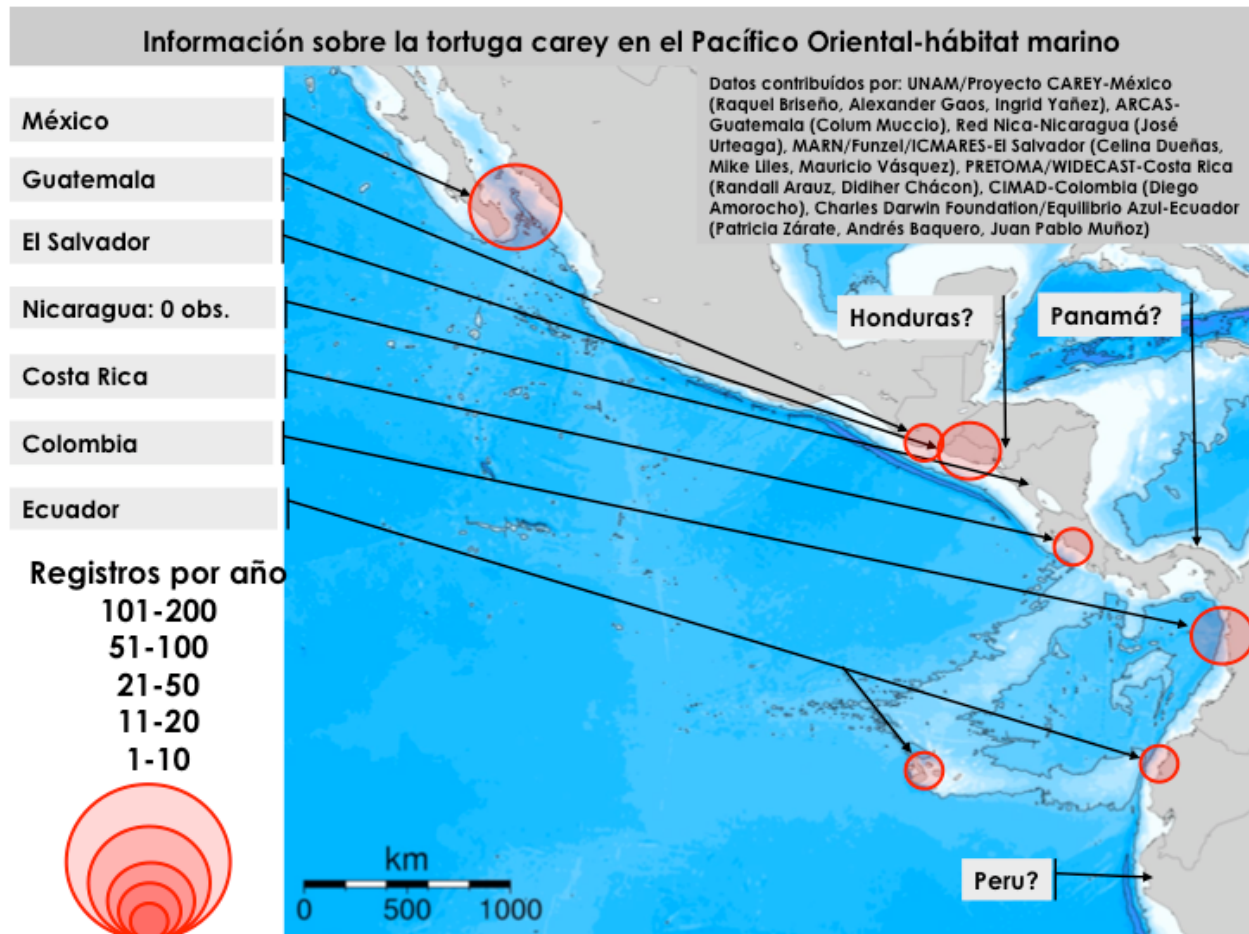 Información sobre la tortuga carey en el Pacífico Oriental-hábitat marino
Datos contribuídos por: UNAM/Proyecto CAREY-México
(Raquel Briseño, Alexander Gaos, Ingrid Yañez), ARCAS-
Guatemala (Colum Muccio), Red Nica-Nicaragua (José
Urteaga), MARN/Funzel/ICMARES-El Salvador (Celina Dueñas,
Mike Liles, Mauricio Vásquez), PRETOMA/WIDECAST-Costa Rica
(Randall Arauz, Didiher Chácon), CIMAD-Colombia (Diego
Amorocho), Charles Darwin Foundation/Equilibrio Azul-Ecuador
(Patricia Zárate, Andrés Baquero, Juan Pablo Muñoz)
México
Guatemala
El Salvador
Nicaragua: 0 obs.
Costa Rica
Colombia
Ecuador
Honduras?
Panamá?
Peru?
Registros por año
101-200
51-100
21-50
11-20
1-10
km
0 500 1000